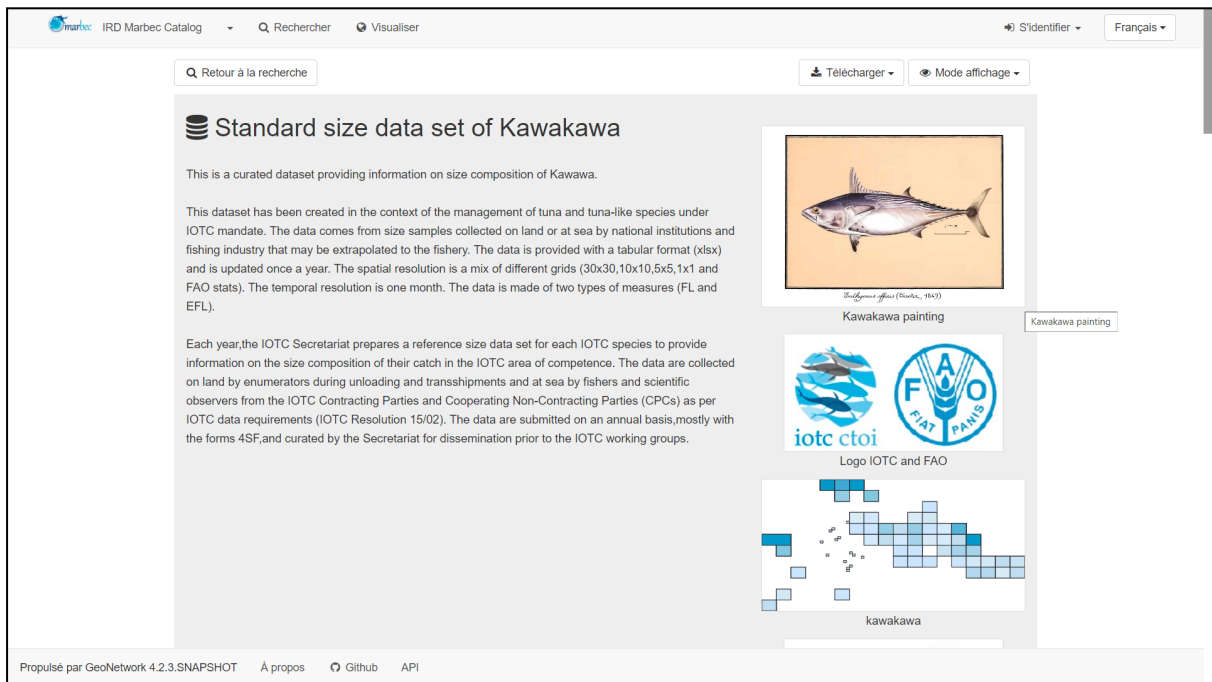 marbec IRD Marbec Catalog Rechercher Visualiser S'identifier Français
Retour à la recherche Télécharger Mode affichage
Standard size data set of Kawakawa
This is a curated dataset providing information on size composition of Kawawa.
This dataset has been created in the context of the management of tuna and tuna-like species under
IOTC mandate. The data comes from size samples collected on land or at sea by national institutions and
fishing industry that may be extrapolated to the fishery. The data is provided with a tabular format (xlsx)
and is updated once a year. The spatial resolution is a mix of different grids (30x30,10x10,5x5,1x1 and
FAO stats). The temporal resolution is one month. The data is made of two types of measures (FL and
EFL).
Each year,the IOTC Secretariat prepares a reference size data set for each IOTC species to provide
information on the size composition of their catch in the IOTC area of competence. The data are collected
on land by enumerators during unloading and transshipments and at sea by fishers and scientific
observers from the IOTC Contracting Parties and Cooperating Non-Contracting Parties (CPCs) as per
IOTC data requirements (IOTC Resolution 15/02). The data are submitted on an annual basis,mostly with
the forms 4SF,and curated by the Secretariat for dissemination prior to the IOTC working groups.
Kawakawa painting
Kawakawa painting
iotc ctoi
FAO
FIAT PANIS
Logo IOTC and FAO
kawakawa
Propulsé par GeoNetwork 4.2.3.SNAPSHOT À propos Github API